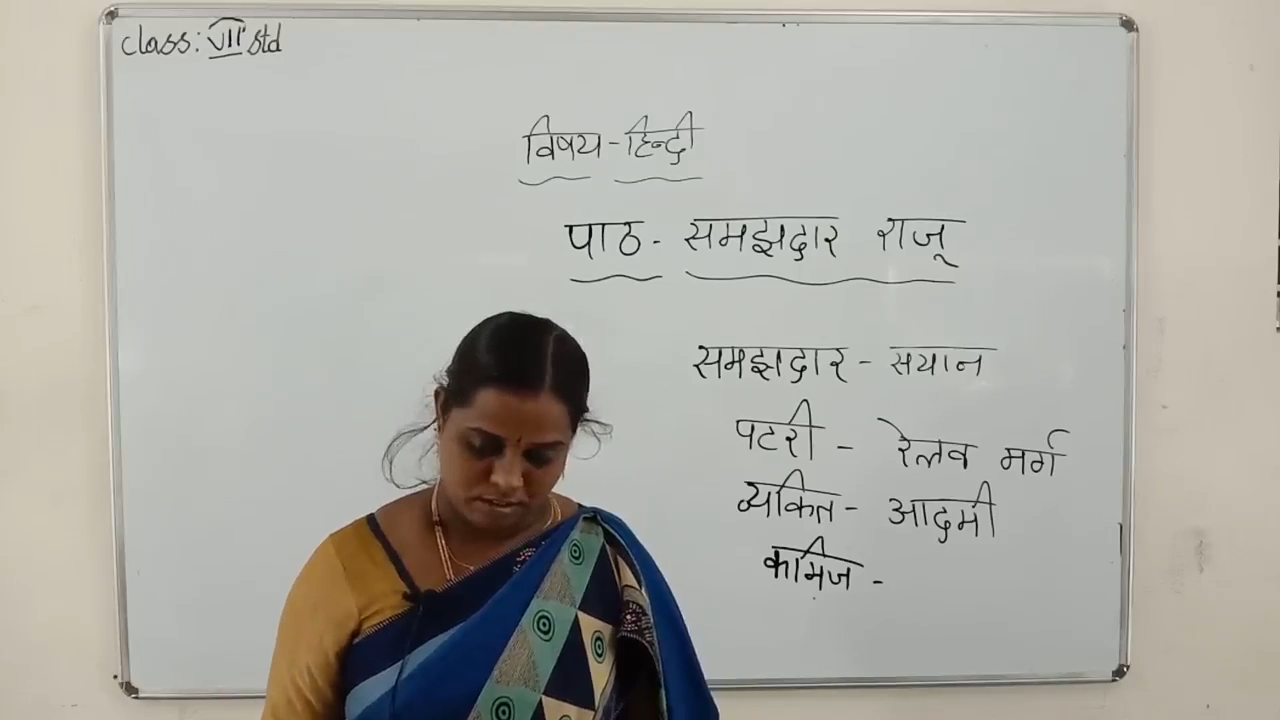 class: VII std
विषय - हिन्दी
पाठ - समझदार राजू
समझदार - सयान
पटरी - रेलव मर्ग
व्यकित - आदमी
कमिज -